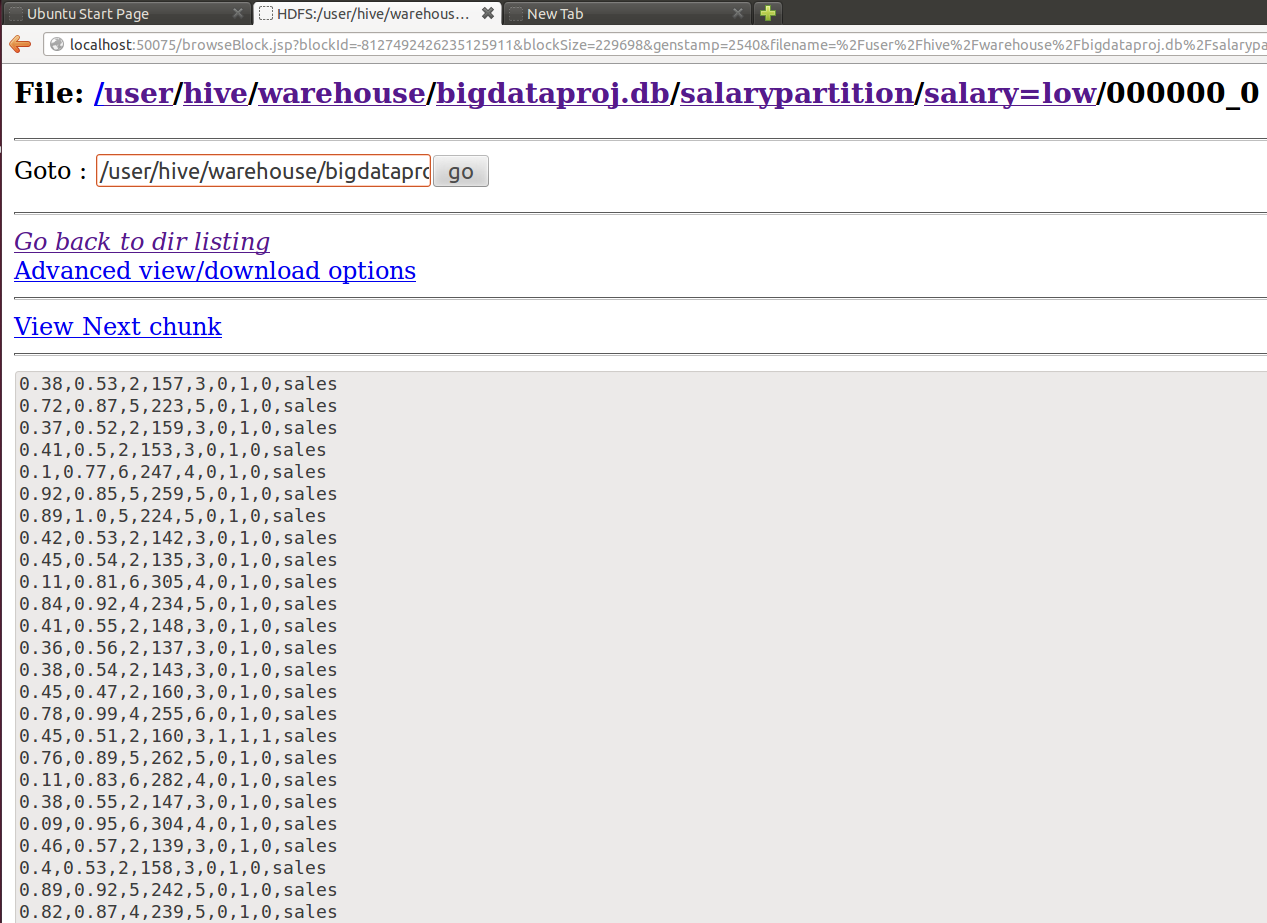 Ubuntu Start Page
HDFS:/user/hive/warehous...
New Tab
localhost:50075/browseBlock.jsp?blockId=-8127492426235125911&blockSize=229698&genstamp=2540&filename=%2Fuser%2Fhive%2Fwarehouse%2Fbigdataproj.db%2Fsalarypa
File: /user/hive/warehouse/bigdataproj.db/salarypartition/salary=low/000000_0
Goto : /user/hive/warehouse/bigdatapro go
Go back to dir listing
Advanced view/download options
View Next chunk
0.38,0.53,2,157,3,0,1,0,sales
0.72,0.87,5,223,5,0,1,0,sales
0.37,0.52,2,159,3,0,1,0,sales
0.41,0.5,2,153,3,0,1,0,sales
0.1,0.77,6,247,4,0,1,0,sales
0.92,0.85,5,259,5,0,1,0,sales
0.89,1.0,5,224,5,0,1,0,sales
0.42,0.53,2,142,3,0,1,0,sales
0.45,0.54,2,135,3,0,1,0,sales
0.11,0.81,6,305,4,0,1,0,sales
0.84,0.92,4,234,5,0,1,0,sales
0.41,0.55,2,148,3,0,1,0,sales
0.36,0.56,2,137,3,0,1,0,sales
0.38,0.54,2,143,3,0,1,0,sales
0.45,0.47,2,160,3,0,1,0,sales
0.78,0.99,4,255,6,0,1,0,sales
0.45,0.51,2,160,3,1,1,1,sales
0.76,0.89,5,262,5,0,1,0,sales
0.11,0.83,6,282,4,0,1,0,sales
0.38,0.55,2,147,3,0,1,0,sales
0.09,0.95,6,304,4,0,1,0,sales
0.46,0.57,2,139,3,0,1,0,sales
0.4,0.53,2,158,3,0,1,0,sales
0.89,0.92,5,242,5,0,1,0,sales
0.82,0.87,4,239,5,0,1,0,sales